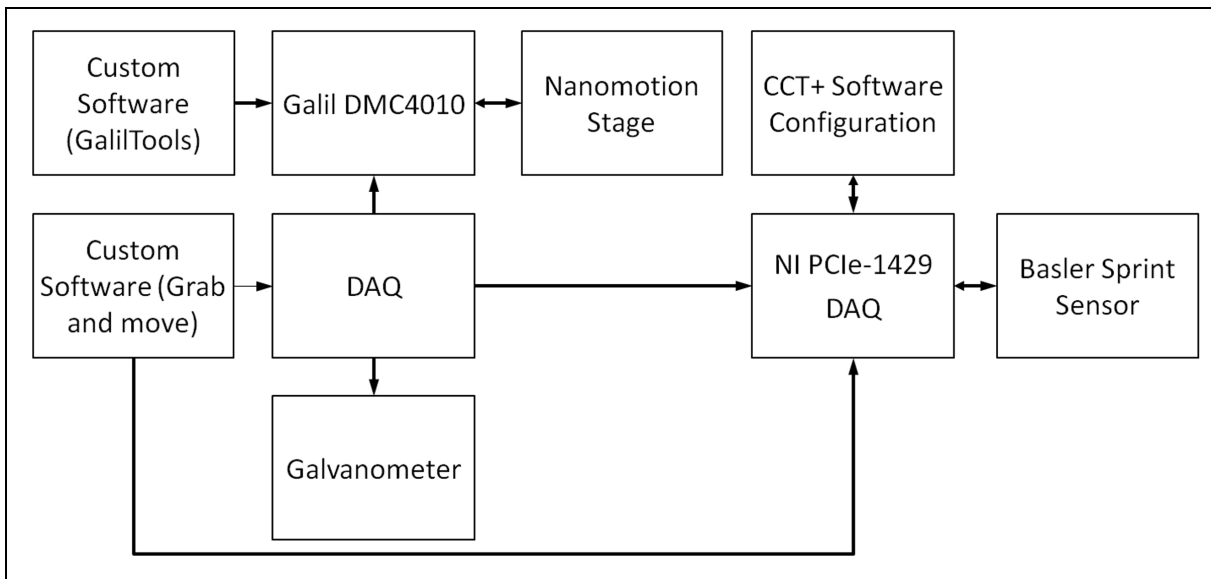 Custom
Software
(GalilTools)
Galil DMC4010
Nanomotion
Stage
CCT+ Software
Configuration
Custom
Software (Grab
and move)
DAQ
NI PCIe-1429
DAQ
Basler Sprint
Sensor
Galvanometer